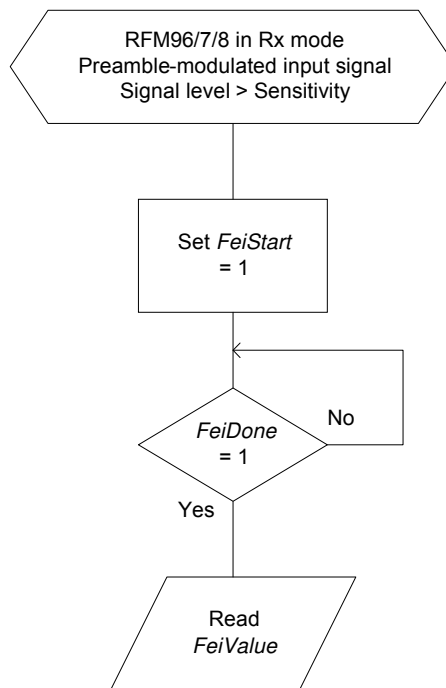 RFM96/7/8 in Rx mode
Preamble-modulated input signal
Signal level > Sensitivity
Set FeiStart
= 1
FeiDone
= 1
No
Yes
Read
FeiValue